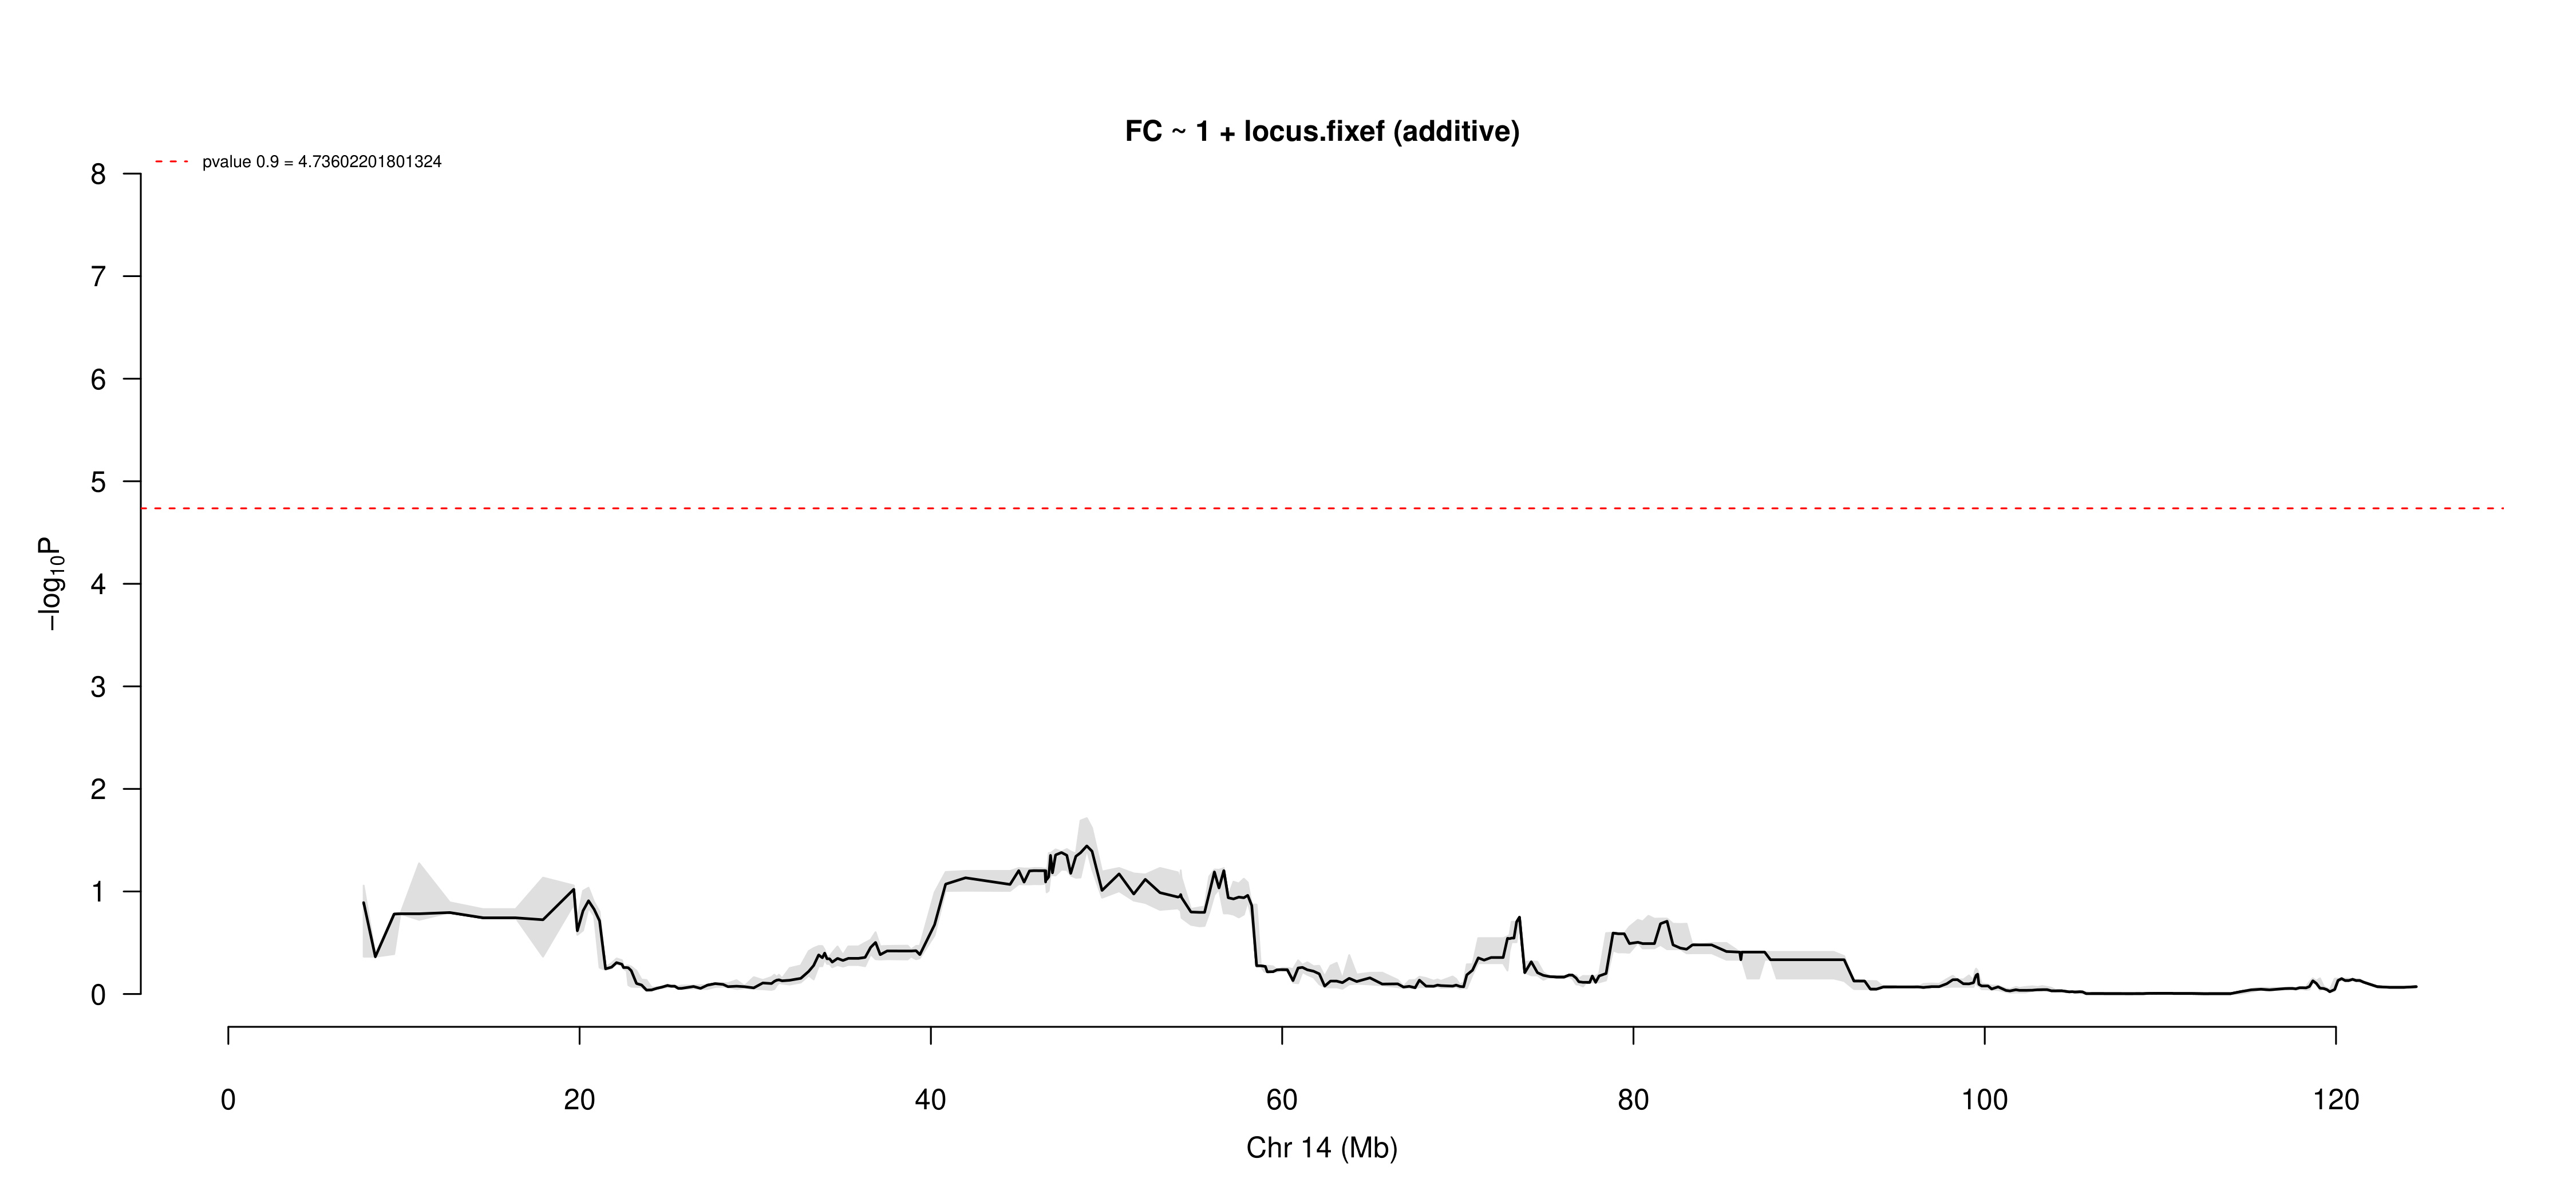 FC ~ 1 + locus.fixef (additive)
pvalue 0.9 = 4.73602201801324
8
7
6
5
4
3
2
1
0
−log10P
0 20 40 60 80 100 120
Chr 14 (Mb)